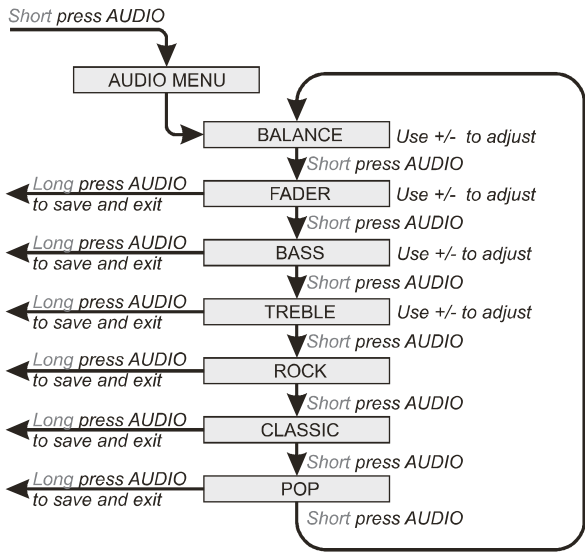 Short press AUDIO
AUDIO MENU
BALANCE
Use +/- to adjust
Short press AUDIO
Long press AUDIO
to save and exit
FADER
Use +/- to adjust
Short press AUDIO
Long press AUDIO
to save and exit
BASS
Use +/- to adjust
Short press AUDIO
Long press AUDIO
to save and exit
TREBLE
Use +/- to adjust
Short press AUDIO
Long press AUDIO
to save and exit
ROCK
Short press AUDIO
Long press AUDIO
to save and exit
CLASSIC
Short press AUDIO
Long press AUDIO
to save and exit
POP
Short press AUDIO